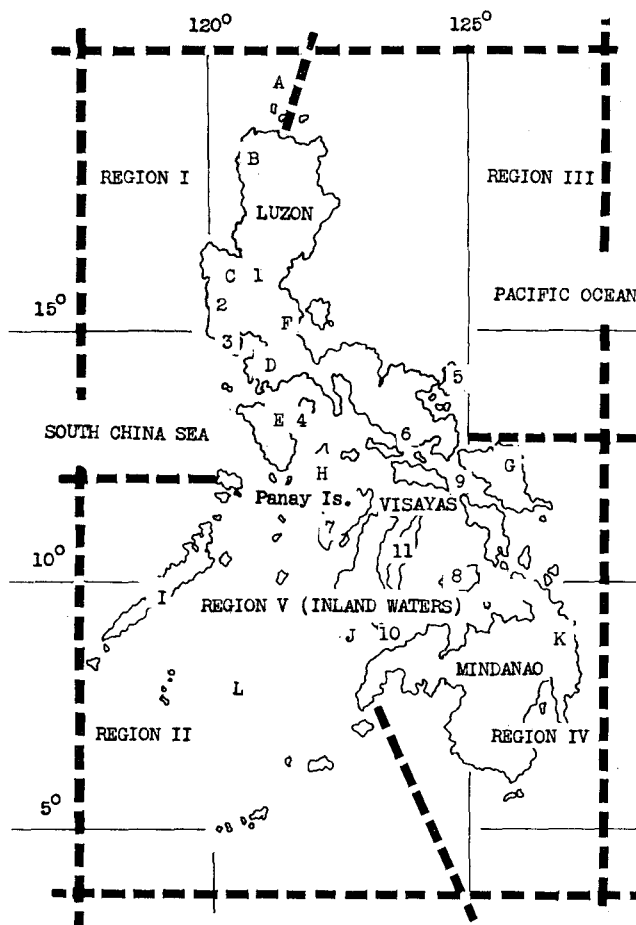 120° 125°
A
B
REGION I REGION III
LUZON
C 1
2 PACIFIC OCEAN
15° F
3
D
5
E 4
SOUTH CHINA SEA 6
H G
9
Panay Is. VISAYAS
7
11
10° 8
I REGION V (INLAND WATERS)
J 10 K
MINDANAO
L
REGION II REGION IV
5°